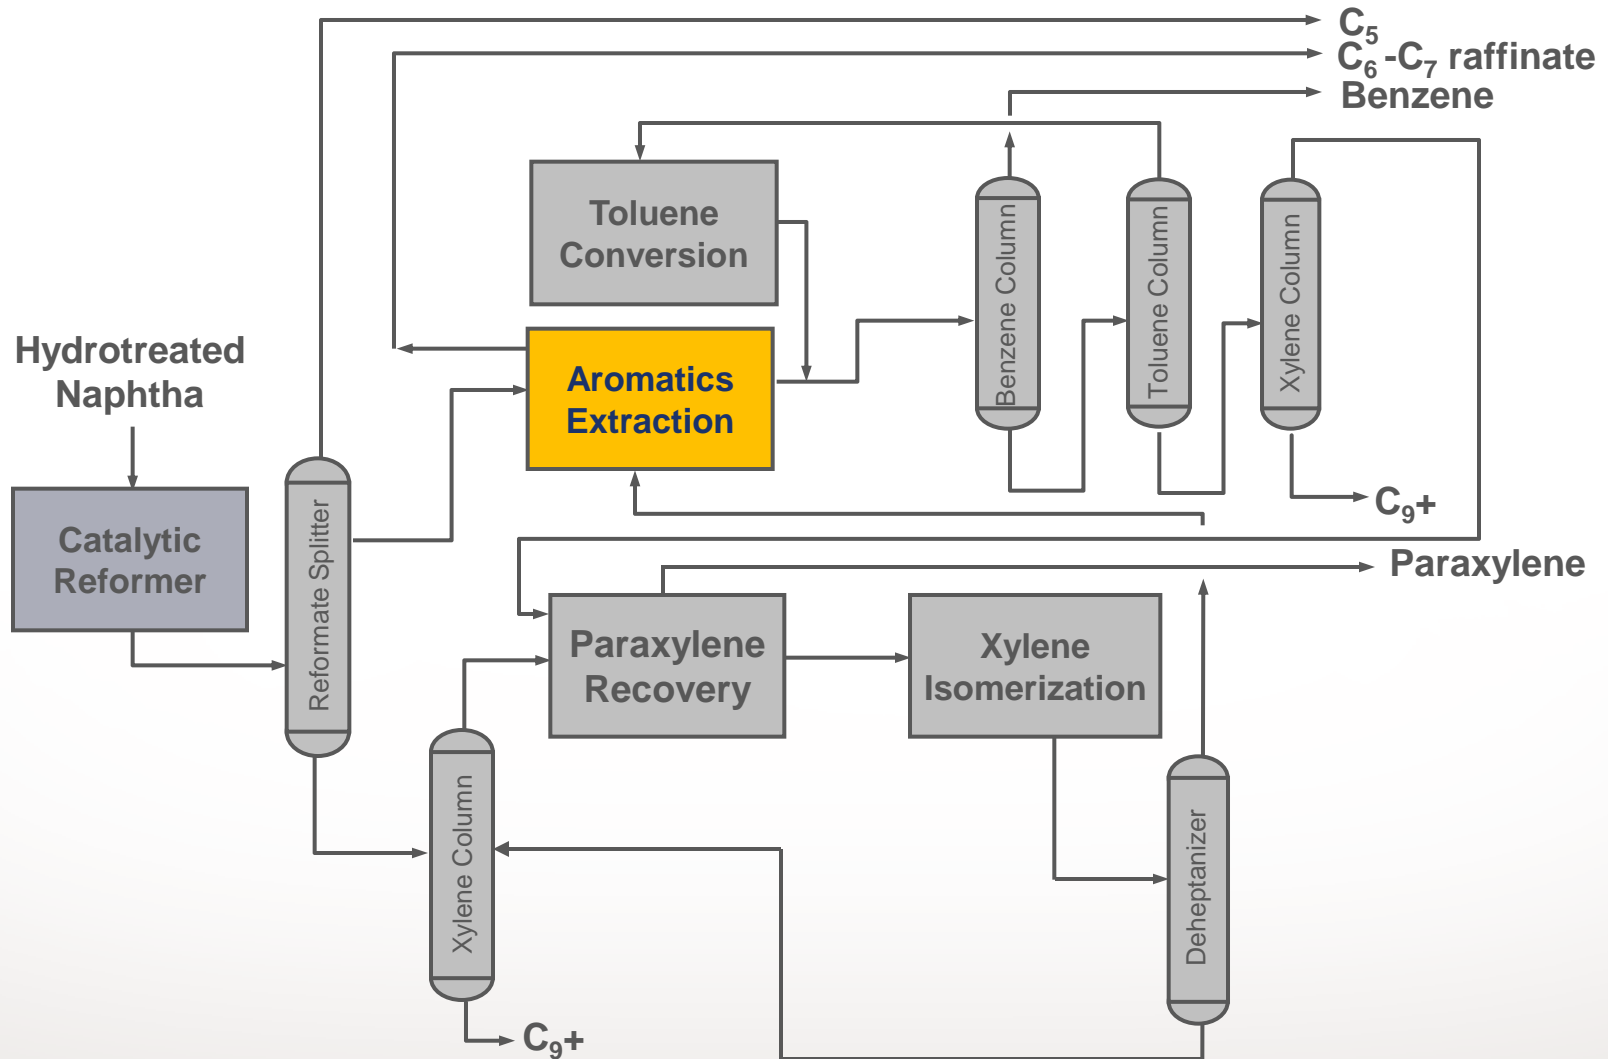 C₅
C₆-C₇ raffinate
Benzene
Toluene
Conversion
Benzene Column
Toluene Column
Xylene Column
Hydrotreated
Naphtha
Aromatics
Extraction
C₉+
Catalytic
Reformer
Reformate Splitter
Paraxylene
Paraxylene
Recovery
Xylene
Isomerization
Xylene Column
Deheptanizer
C₉+